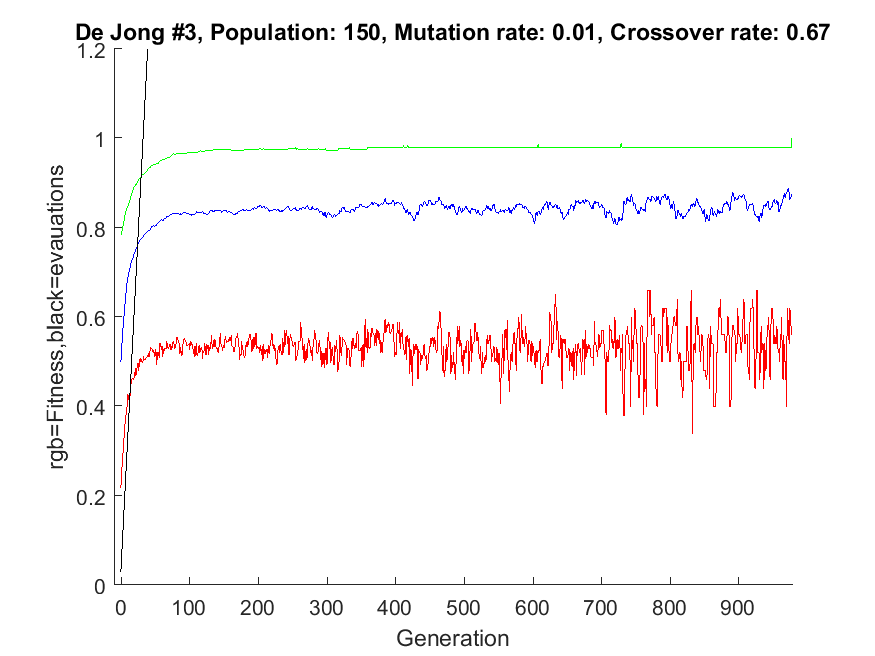 De Jong #3, Population: 150, Mutation rate: 0.01, Crossover rate: 0.67
1.2
1
0.8
0.6
0.4
0.2
0
rgb=Fitness,black=evauations
0 100 200 300 400 500 600 700 800 900
Generation